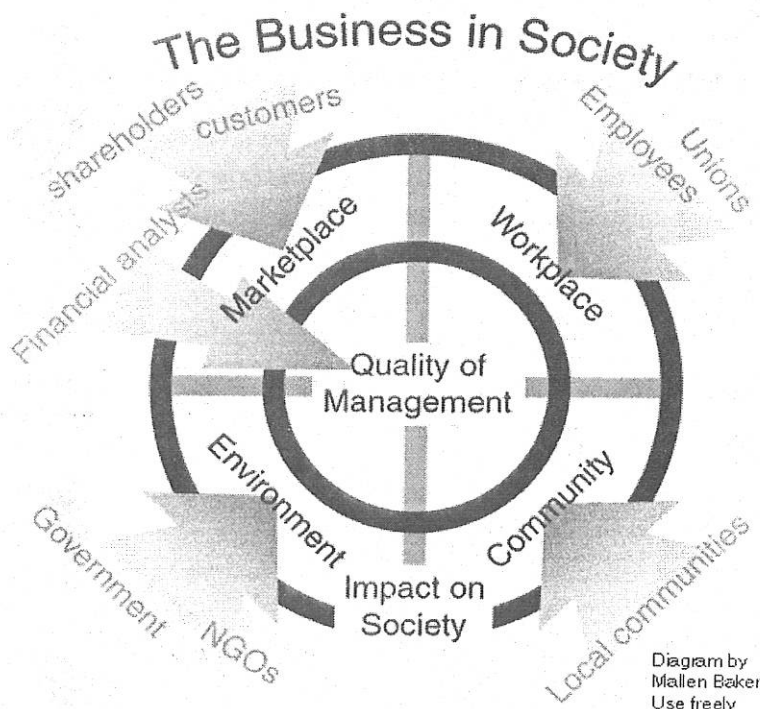 The Business in Society
shareholders
customers
Employees
Unions
Financial analysts
Marketplace
Workplace
Quality of
Management
Environment
Community
Government
NGOs
Impact on
Society
Local communities
Diagram by
Mallen Baker
Use freely